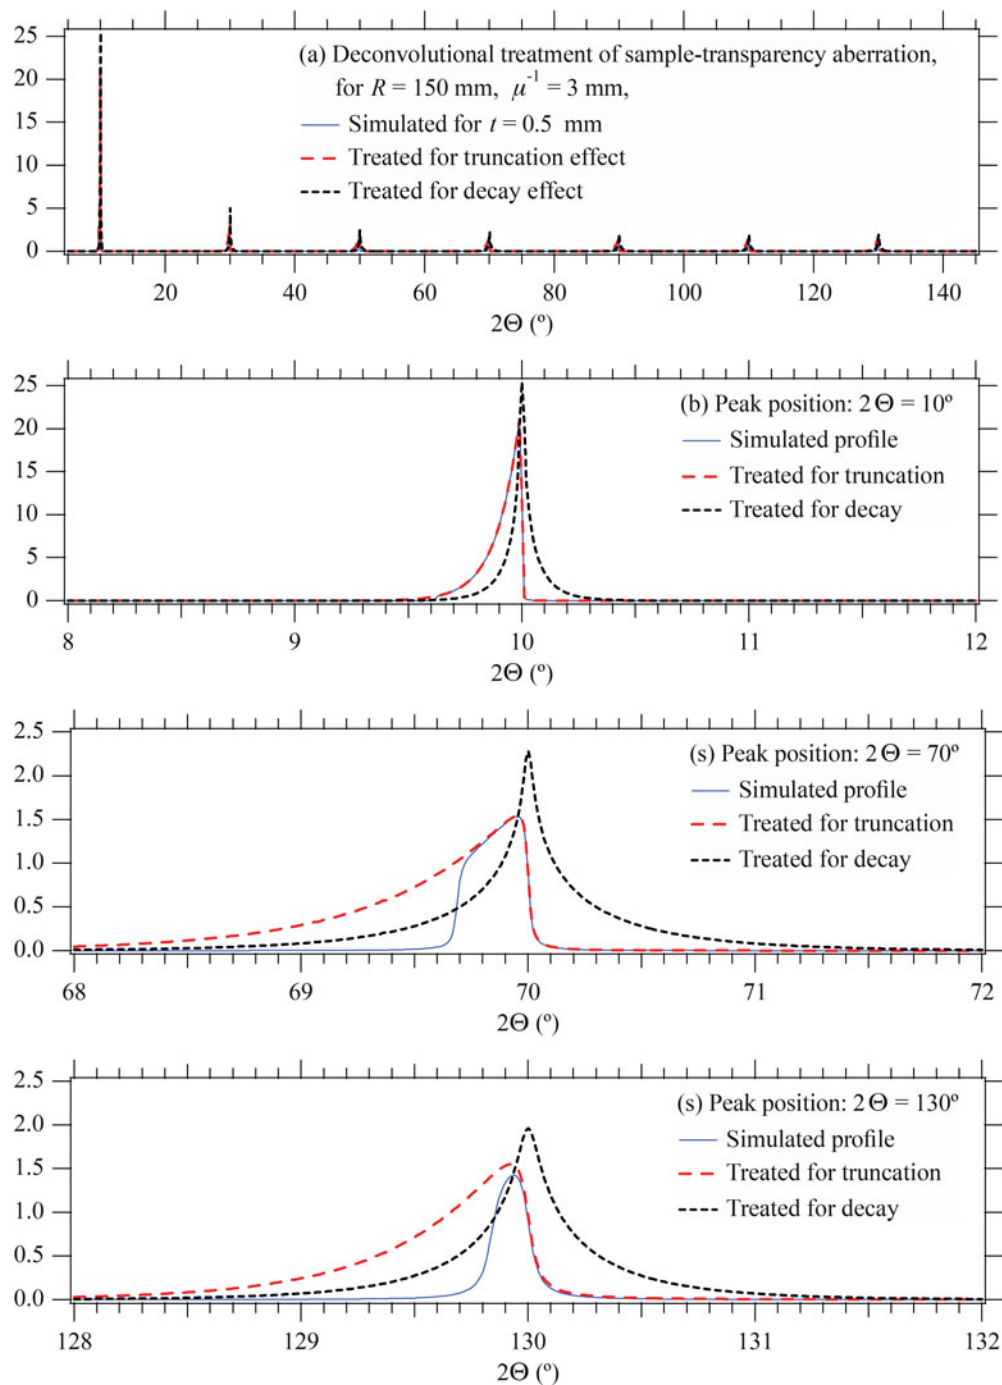 25
20
15
10
5
0
(a) Deconvolutional treatment of sample-transparency aberration,
for R = 150 mm, μ⁻¹ = 3 mm,
Simulated for t = 0.5 mm
Treated for truncation effect
Treated for decay effect
20 40 60 80 100 120 140
2Θ (º)
25
20
15
10
5
0
(b) Peak position: 2Θ = 10º
Simulated profile
Treated for truncation
Treated for decay
8 9 10 11 12
2Θ (º)
2.5
2.0
1.5
1.0
0.5
0.0
(s) Peak position: 2Θ = 70º
Simulated profile
Treated for truncation
Treated for decay
68 69 70 71 72
2Θ (º)
2.5
2.0
1.5
1.0
0.5
0.0
(s) Peak position: 2Θ = 130º
Simulated profile
Treated for truncation
Treated for decay
128 129 130 131 132
2Θ (º)